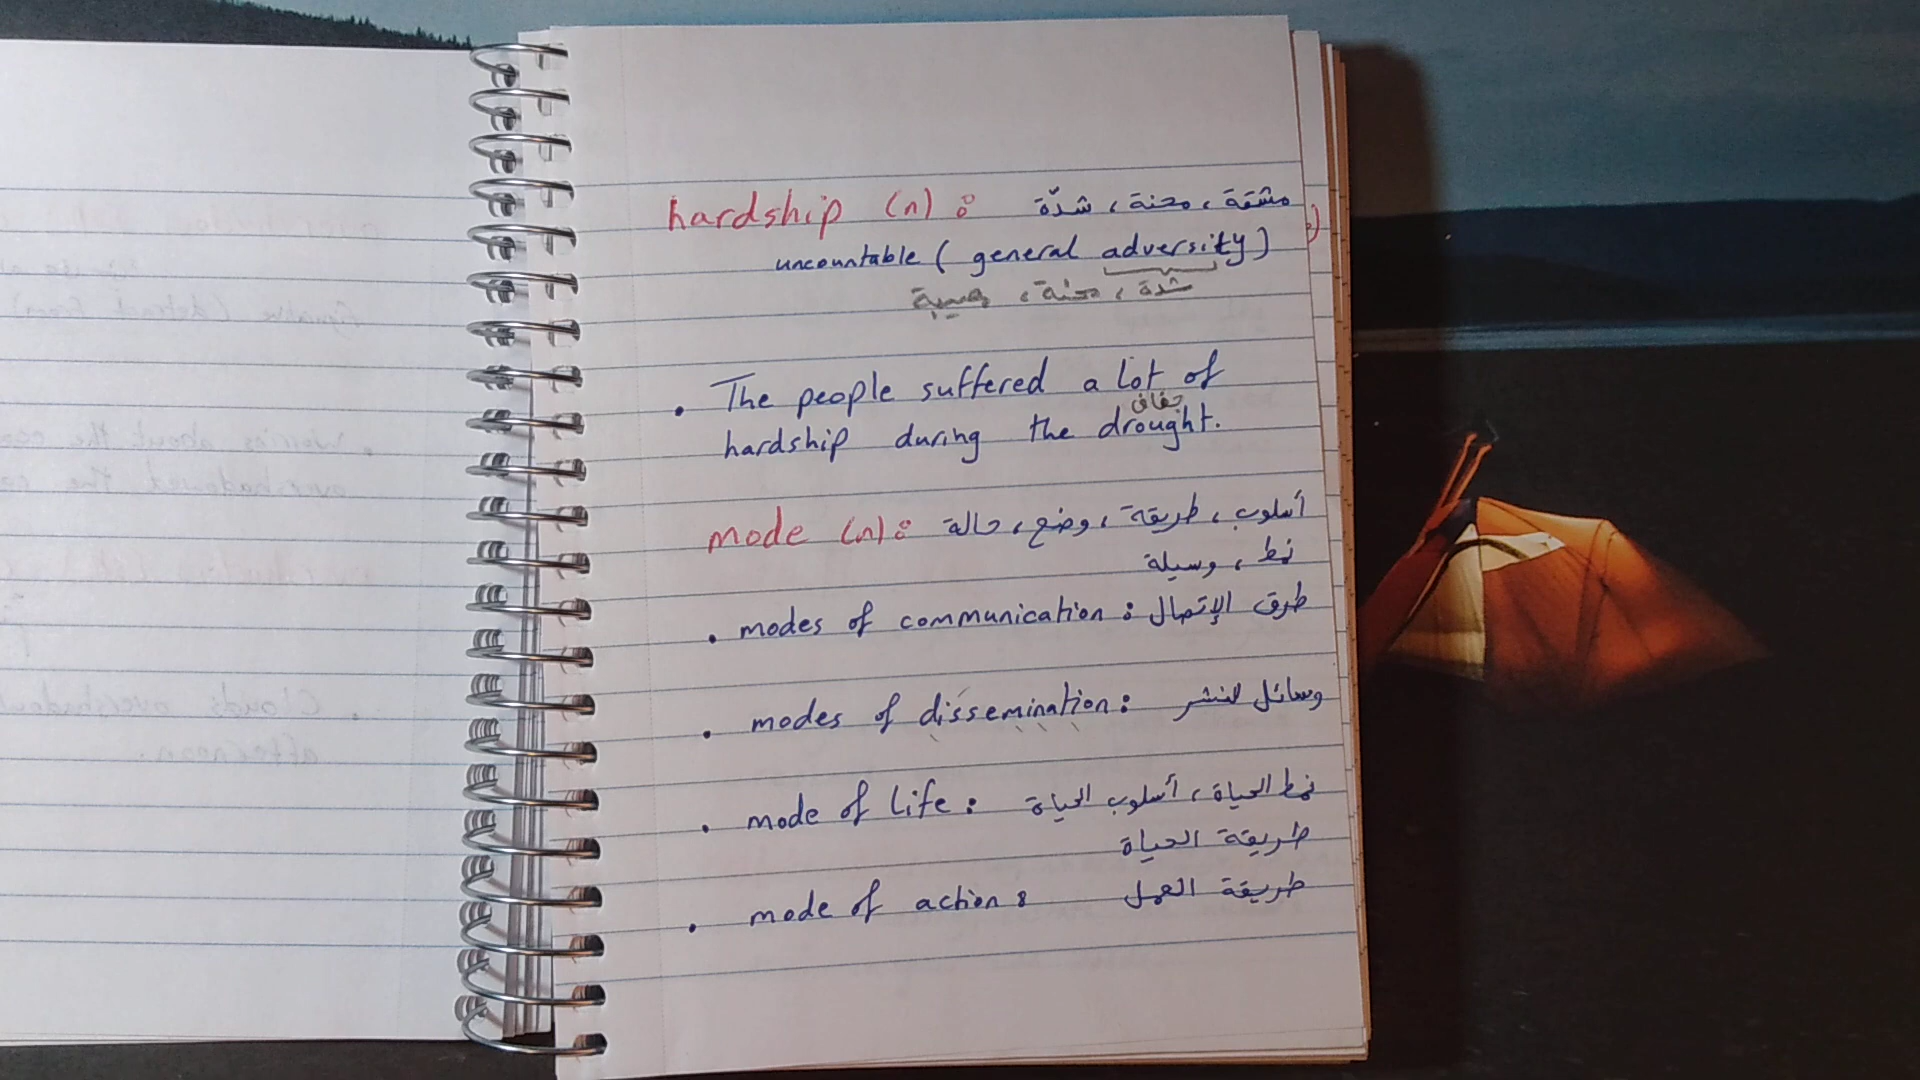 hardship (n): مشقة، محنة، شدّة
uncountable (general adversity)
شدة، محنة، مصيبة
. The people suffered a lot of
جفاف
hardship during the drought.
mode (n): أسلوب، طريقة، وضع، حالة
نمط، وسيلة
. modes of communication: طرق الإتصال
. modes of dissemination: وسائل لنشر
. mode of life: نمط الحياة، أسلوب الحياة
طريقة الحياة
. mode of action: طريقة العمل